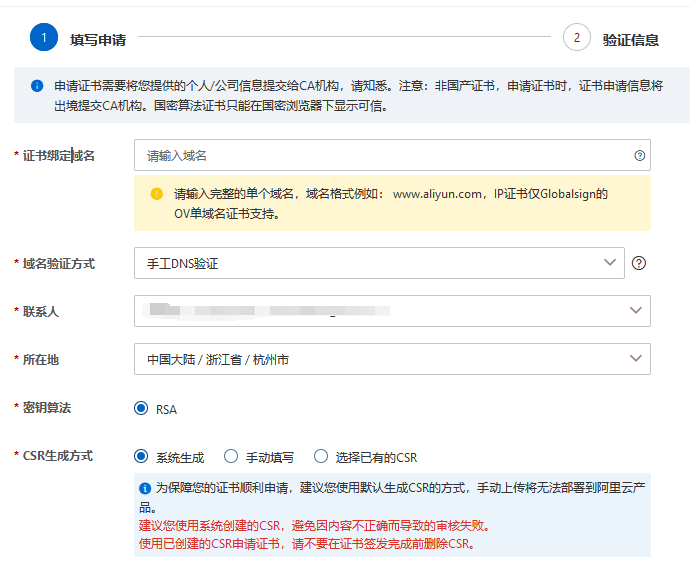 1 填写申请 2 验证信息
申请证书需要将您提供的个人/公司信息提交给CA机构，请知悉。注意：非国产证书，申请证书时，证书申请信息将
出境提交CA机构。国密算法证书只能在国密浏览器下显示可信。
* 证书绑定域名 请输入域名
请输入完整的单个域名，域名格式例如： www.aliyun.com，IP证书仅Globalsign的
OV单域名证书支持。
* 域名验证方式 手工DNS验证
* 联系人
* 所在地 中国大陆 / 浙江省 / 杭州市
* 密钥算法 RSA
* CSR生成方式 系统生成 手动填写 选择已有的CSR
为保障您的证书顺利申请，建议您使用默认生成CSR的方式，手动上传将无法部署到阿里云产
品。
建议您使用系统创建的CSR，避免因内容不正确而导致的审核失败。
使用已创建的CSR申请证书，请不要在证书签发完成前删除CSR。